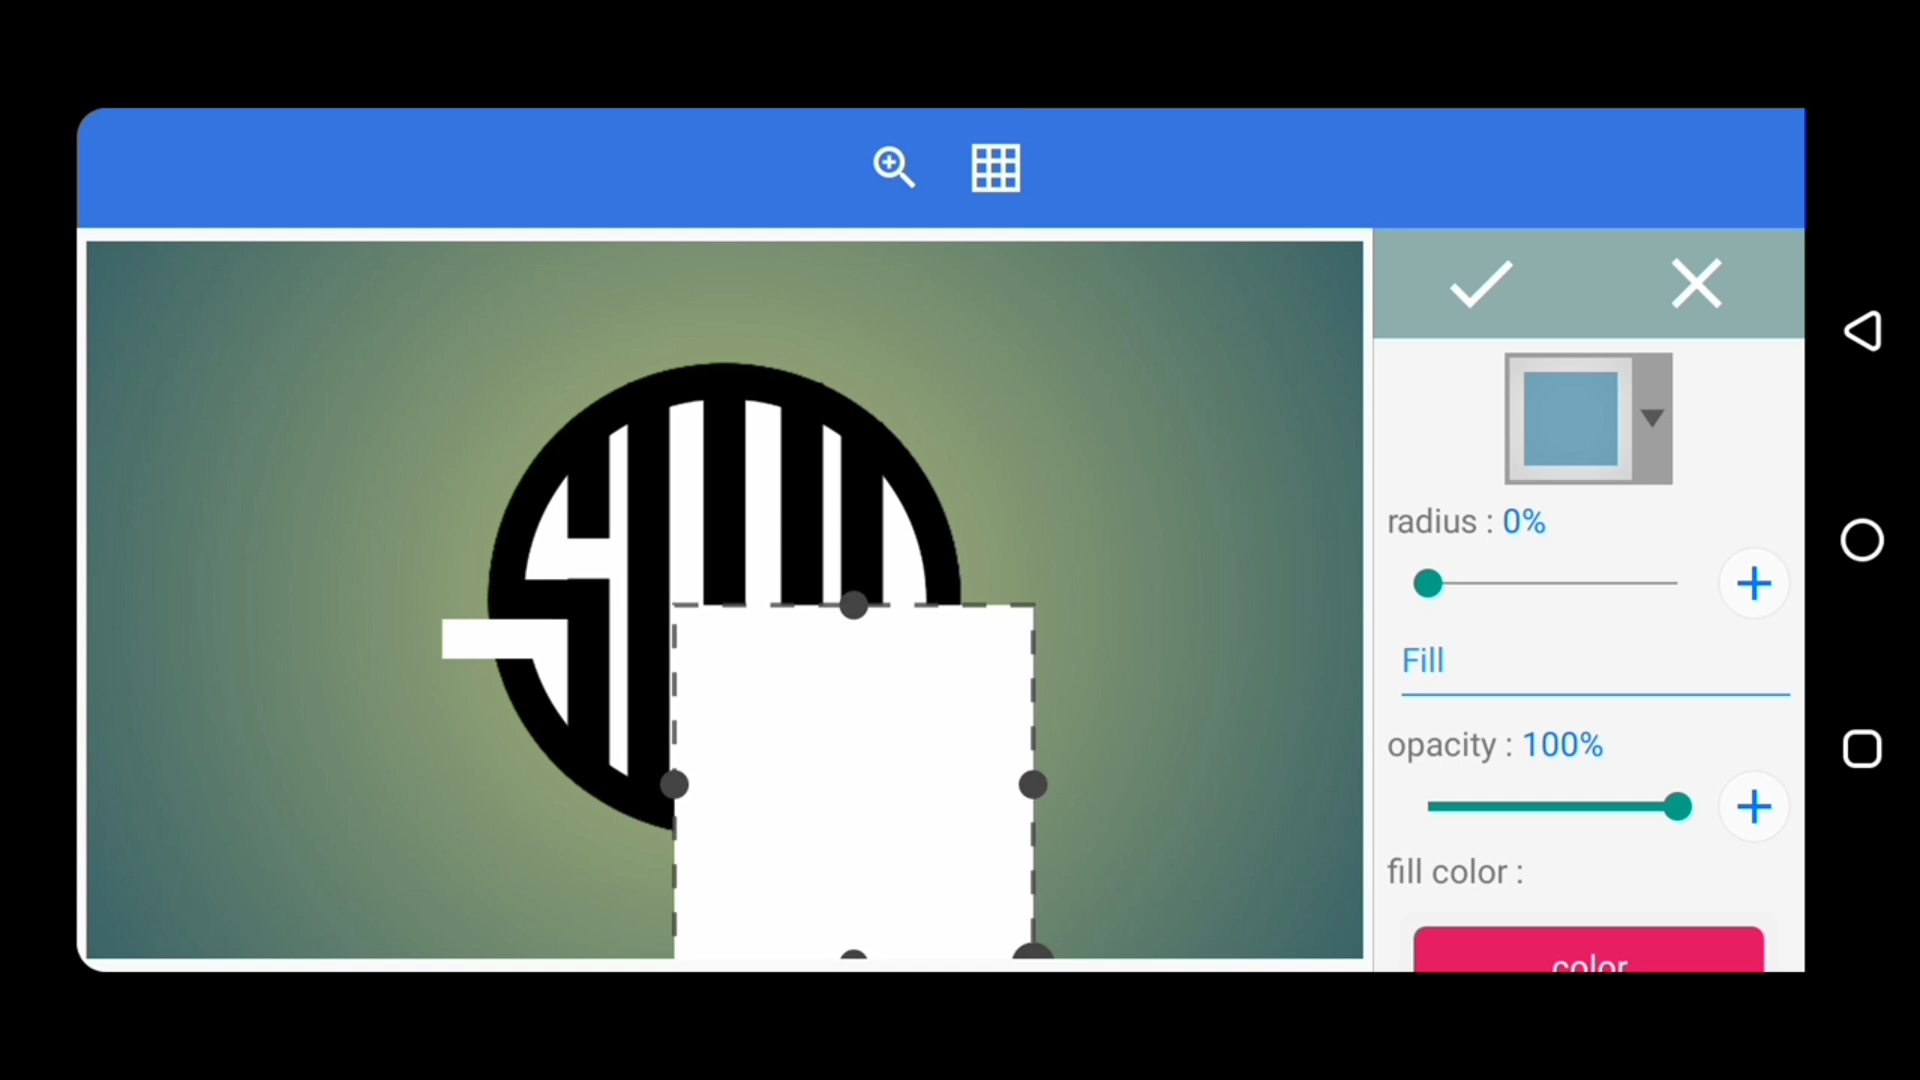 radius : 0%
Fill
opacity : 100%
fill color :
color